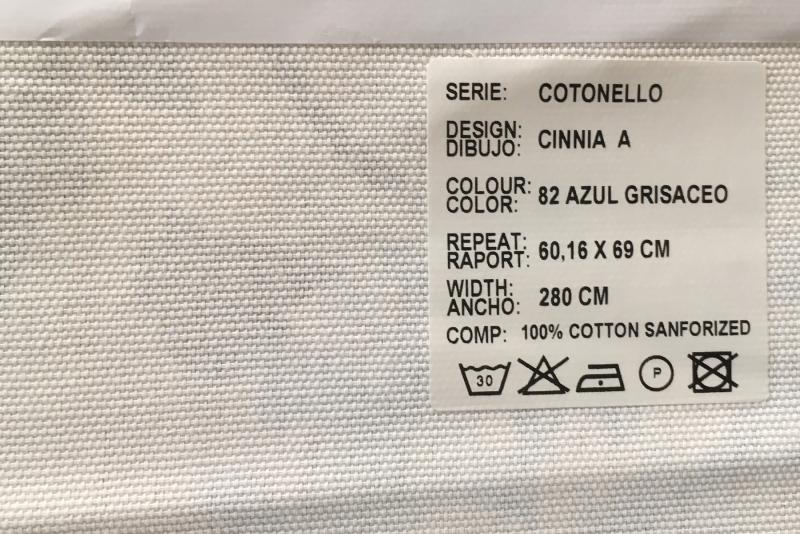 SERIE: COTONELLO
DESIGN:
DIBUJO: CINNIA A
COLOUR:
COLOR: 82 AZUL GRISACEO
REPEAT:
RAPORT: 60,16 X 69 CM
WIDTH:
ANCHO: 280 CM
COMP: 100% COTTON SANFORIZED
30 P